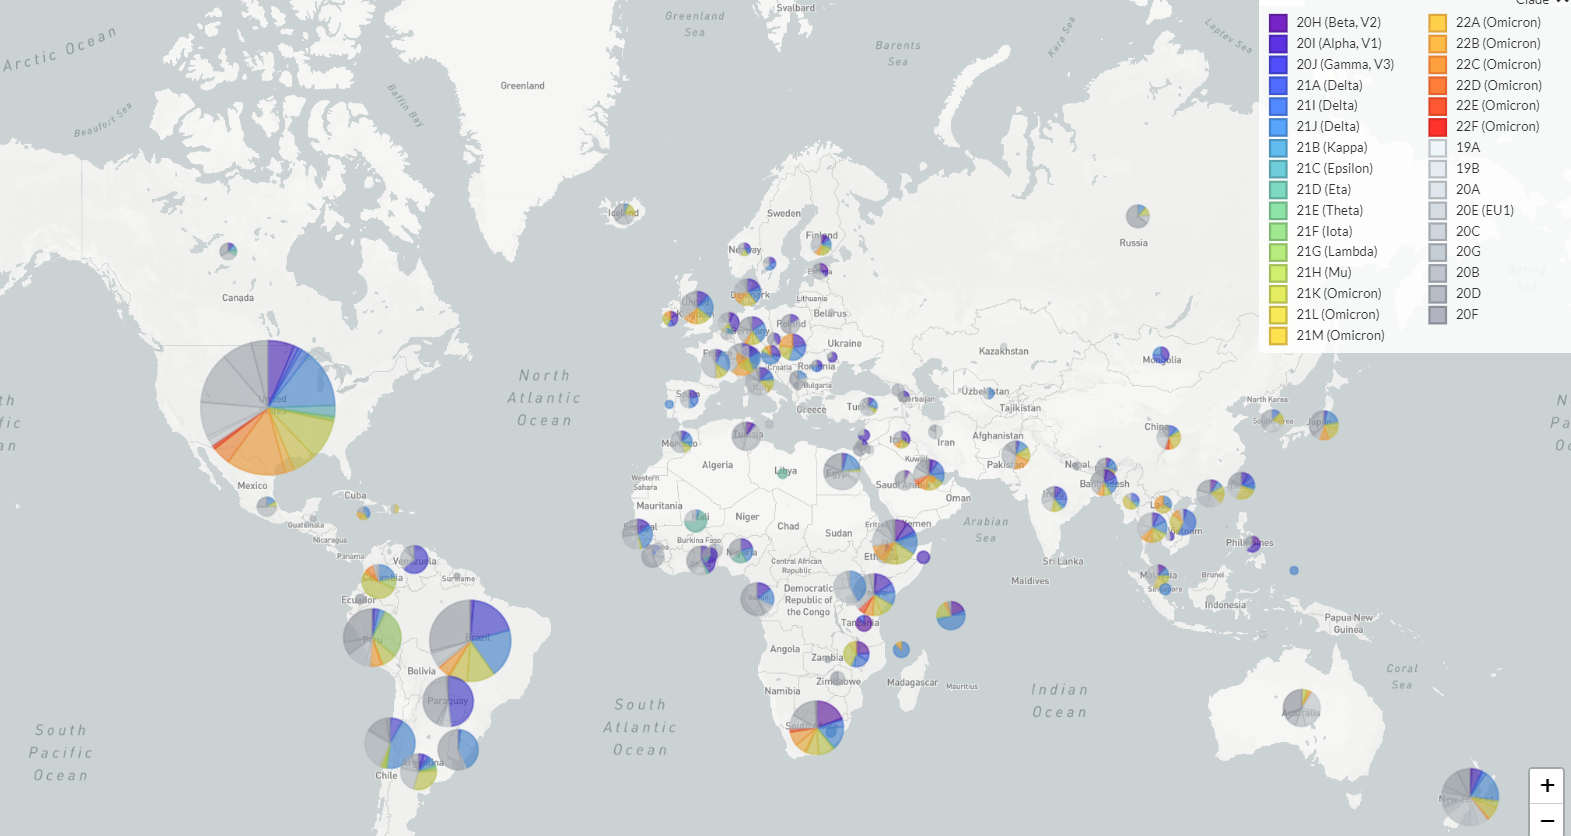 Clade
20H (Beta, V2)
20I (Alpha, V1)
20J (Gamma, V3)
21A (Delta)
21I (Delta)
21J (Delta)
21B (Kappa)
21C (Epsilon)
21D (Eta)
21E (Theta)
21F (Iota)
21G (Lambda)
21H (Mu)
21K (Omicron)
21L (Omicron)
21M (Omicron)
22A (Omicron)
22B (Omicron)
22C (Omicron)
22D (Omicron)
22E (Omicron)
22F (Omicron)
19A
19B
20A
20E (EU1)
20C
20G
20B
20D
20F
Svalbard
Greenland
Sea
Barents
Sea
Kara Sea
Laptev Sea
Arctic Ocean
Beaufort Sea
Baffin Bay
Greenland
Bering
Sea
Iceland
Sweden
Finland
Norway
Russia
Canada
Denmark
Lithuania
United
Kingdom
Belarus
Poland
Germany
Ukraine
Kazakhstan
Mongolia
Croatia
Romania
Bulgaria
Italy
Spain
Greece
Azerbaijan
Uzbekistan
Tajikistan
North Korea
South Korea
Japan
China
North
Atlantic
Ocean
United
States
Morocco
Tunisia
Iran
Afghanistan
Algeria
Libya
Egypt
Kuwait
Pakistan
Nepal
Bangladesh
Western
Sahara
Saudi Arabia
Oman
India
Mexico
Cuba
Mauritania
Mali
Niger
Chad
Sudan
Yemen
Arabian
Sea
Laos
Vietnam
Guatemala
Nicaragua
Senegal
Burkina Faso
Nigeria
Ethiopia
Philippines
Panama
Venezuela
Central African
Republic
Sri Lanka
Maldives
Colombia
Suriname
Malaysia
Brunei
Singapore
Ecuador
Democratic
Republic of
the Congo
Indonesia
Peru
Brazil
Tanzania
Papua New
Guinea
Angola
Zambia
Bolivia
Zimbabwe
Madagascar
Mauritius
Namibia
Coral
Sea
Paraguay
South
Atlantic
Ocean
Indian
Ocean
South Africa
Australia
South
Pacific
Ocean
Argentina
Chile
New Zealand
+
−